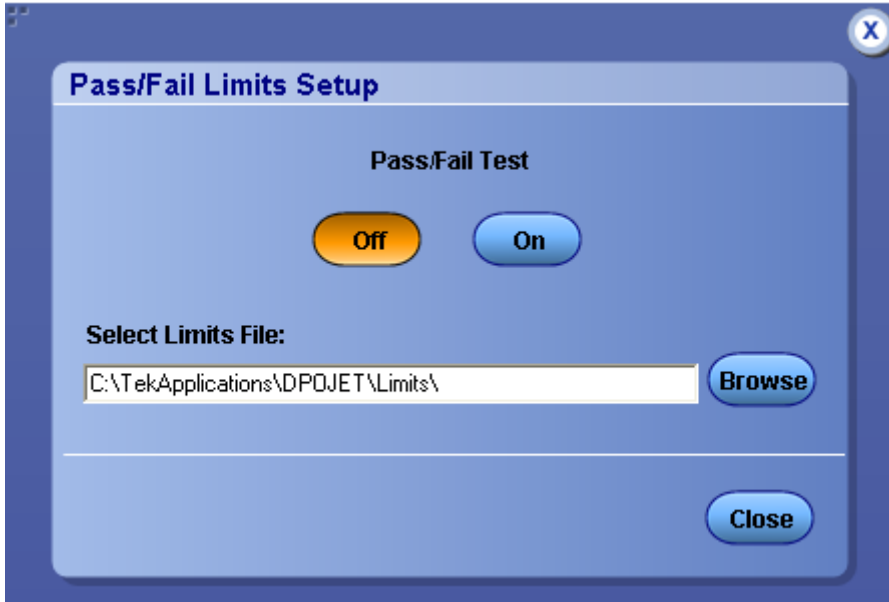 X
Pass/Fail Limits Setup
Pass/Fail Test
Off On
Select Limits File:
C:\TekApplications\DPOJET\Limits\ Browse
Close